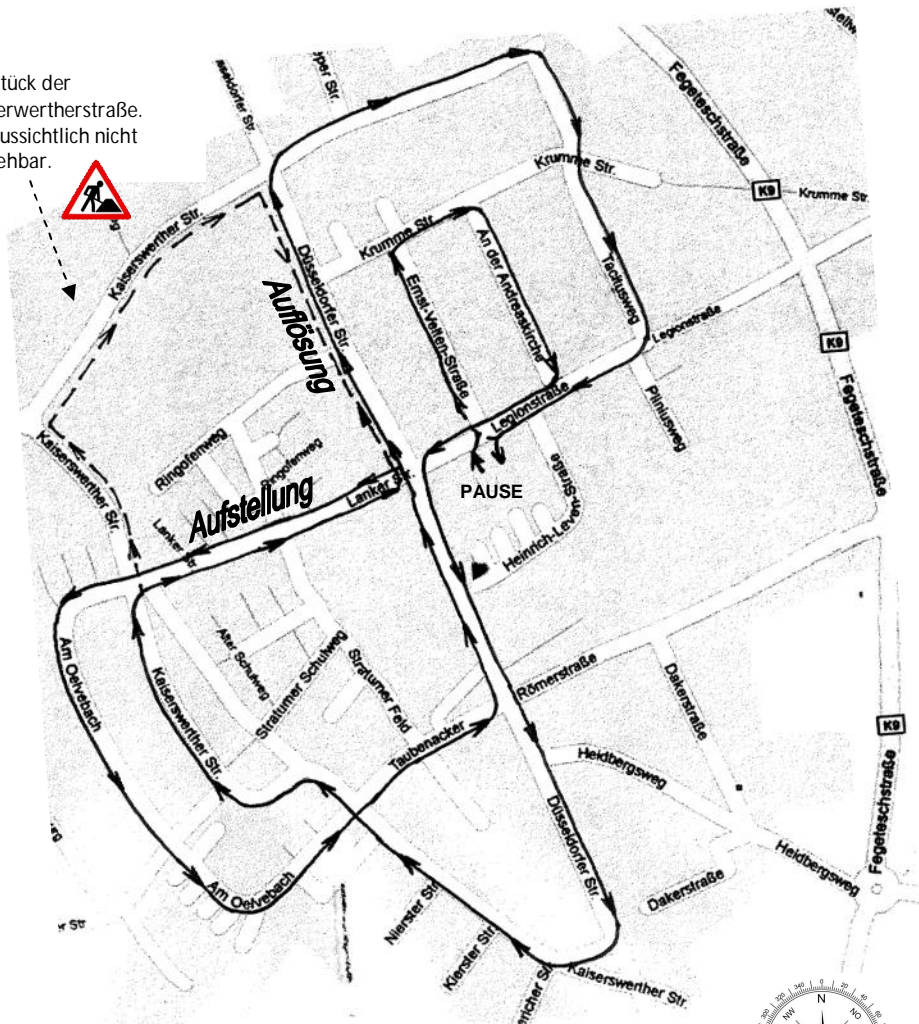 tück der
erwertherstraße.
ussichtlich nicht
ehbar.
Fegeteschstraße
K9
Krumme Str.
Krumme Str.
Kaiserswerther Str.
Düsseldorfer Str
Krumme Str.
An der Andreaskirche
Ernst-Velten-Straße
Tacitusweg
Legionstraße
K9
Auflösung
Legionstraße
Pliniusweg
Fegeteschstraße
Kaiserswerther Str.
Ringofenweg
Ringofenweg
Aufstellung
Lanker Str.
Lanker Str
PAUSE
Heinrich-Leven-Straße
Am Oelvebach
Alter Schulweg
Stratumer Schulweg
Stratumer Feld
Kaiserswerther Str.
Taubenacker
Römerstraße
Dakerstraße
K9
Heidbergsweg
Düsseldorfer Str
Fegeteschstraße
Heidbergsweg
Dakerstraße
Am Oelvebach
Nierster Str
Kierster Str.
Kaiserswerther Str.
N
NW
NO